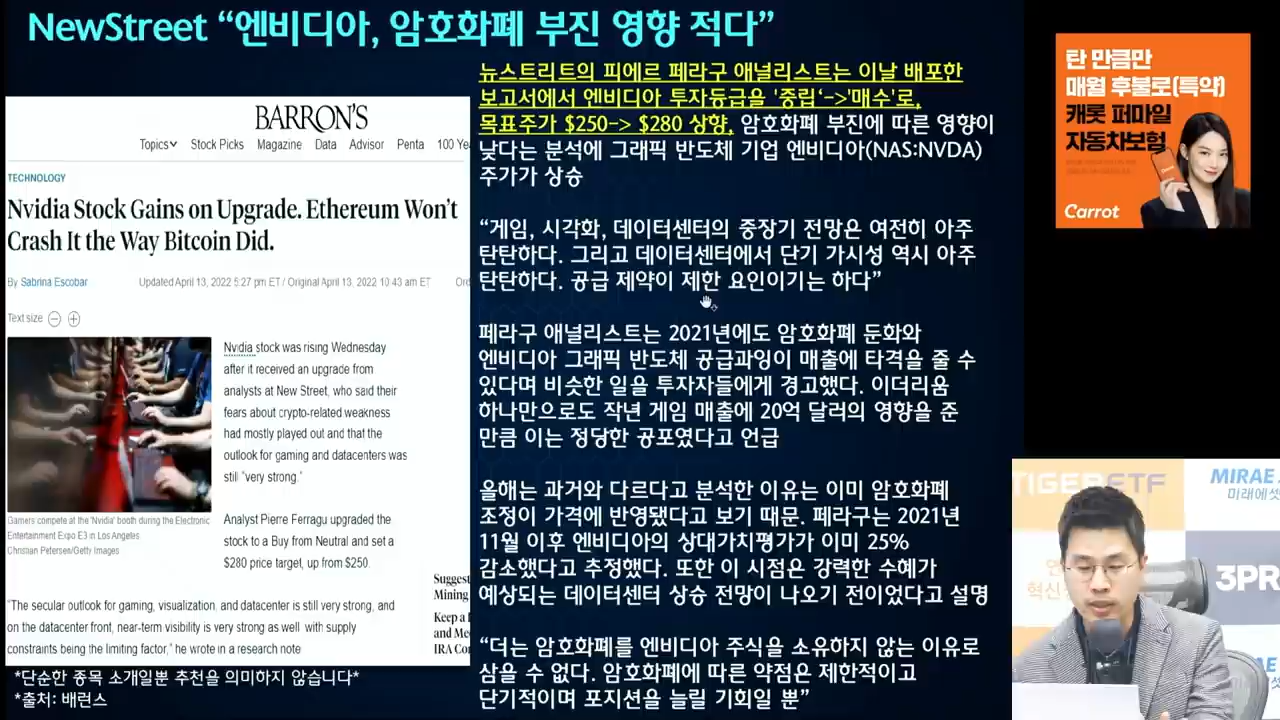 NewStreet “엔비디아, 암호화폐 부진 영향 적다”
BARRON'S
Topics Stock Picks Magazine Data Advisor Penta 100 Yea
TECHNOLOGY
Nvidia Stock Gains on Upgrade. Ethereum Won’t
Crash It the Way Bitcoin Did.
By Sabrina Escobar Updated April 13, 2022 5:27 pm ET / Original April 13, 2022 10:43 am ET Ord
Text size
Nvidia stock was rising Wednesday
after it received an upgrade from
analysts at New Street, who said their
fears about crypto-related weakness
had mostly played out and that the
outlook for gaming and datacenters was
still “very strong.”
Analyst Pierre Ferragu upgraded the
stock to a Buy from Neutral and set a
$280 price target, up from $250.
Gamers compete at the 'Nvidia' booth during the Electronic
Entertainment Expo E3 in Los Angeles
Christian Petersen/Getty Images
“The secular outlook for gaming, visualization, and datacenter is still very strong, and
on the datacenter front, near-term visibility is very strong as well with supply
constraints being the limiting factor,” he wrote in a research note
Suggest
Mining
Keep a
and Me
IRA Con
*단순한 종목 소개일뿐 추천을 의미하지 않습니다*
*출처: 배런스
뉴스트리트의 피에르 페라구 애널리스트는 이날 배포한
보고서에서 엔비디아 투자등급을 '중립‘->'매수'로,
목표주가 $250-> $280 상향, 암호화폐 부진에 따른 영향이
낮다는 분석에 그래픽 반도체 기업 엔비디아(NAS:NVDA)
주가가 상승
“게임, 시각화, 데이터센터의 중장기 전망은 여전히 아주
탄탄하다. 그리고 데이터센터에서 단기 가시성 역시 아주
탄탄하다. 공급 제약이 제한 요인이기는 하다”
페라구 애널리스트는 2021년에도 암호화폐 둔화와
엔비디아 그래픽 반도체 공급과잉이 매출에 타격을 줄 수
있다며 비슷한 일을 투자자들에게 경고했다. 이더리움
하나만으로도 작년 게임 매출에 20억 달러의 영향을 준
만큼 이는 정당한 공포였다고 언급
올해는 과거와 다르다고 분석한 이유는 이미 암호화폐
조정이 가격에 반영됐다고 보기 때문. 페라구는 2021년
11월 이후 엔비디아의 상대가치평가가 이미 25%
감소했다고 추정했다. 또한 이 시점은 강력한 수혜가
예상되는 데이터센터 상승 전망이 나오기 전이었다고 설명
“더는 암호화폐를 엔비디아 주식을 소유하지 않는 이유로
삼을 수 없다. 암호화폐에 따른 약점은 제한적이고
단기적이며 포지션을 늘릴 기회일 뿐”
탄 만큼만
매월 후불로(특약)
캐롯 퍼마일
자동차보험
Carrot
TIGER ETF
MIRAE
미래에셋
혁신
3PR
MIRAE